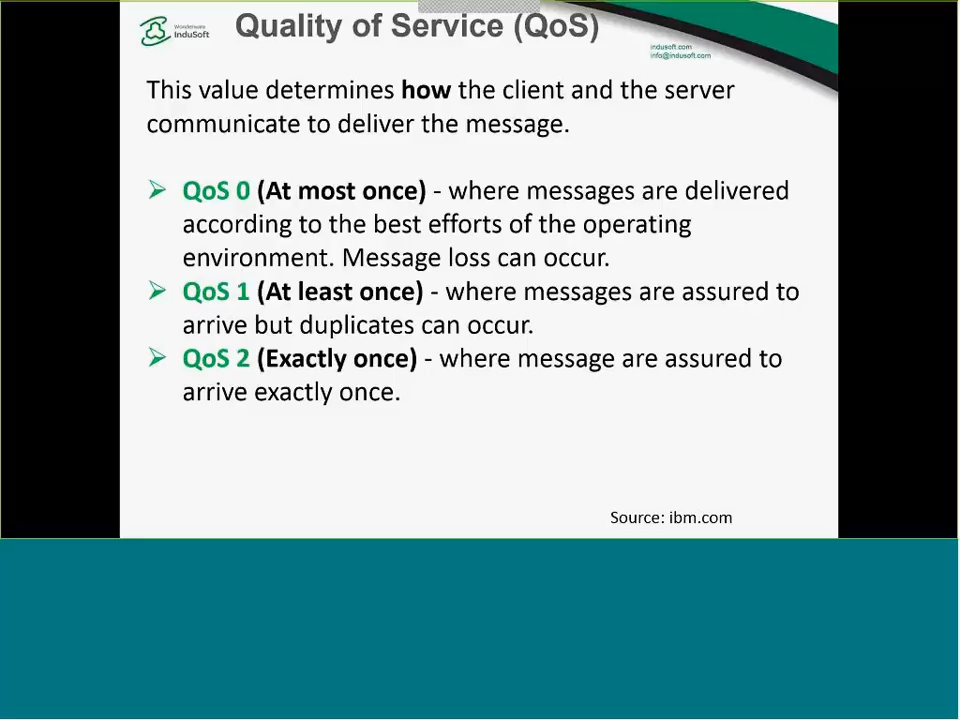 Wonderware
InduSoft
Quality of Service (QoS)
indusoft.com
info@indusoft.com
This value determines how the client and the server
communicate to deliver the message.
QoS 0 (At most once) - where messages are delivered
according to the best efforts of the operating
environment. Message loss can occur.
QoS 1 (At least once) - where messages are assured to
arrive but duplicates can occur.
QoS 2 (Exactly once) - where message are assured to
arrive exactly once.
Source: ibm.com